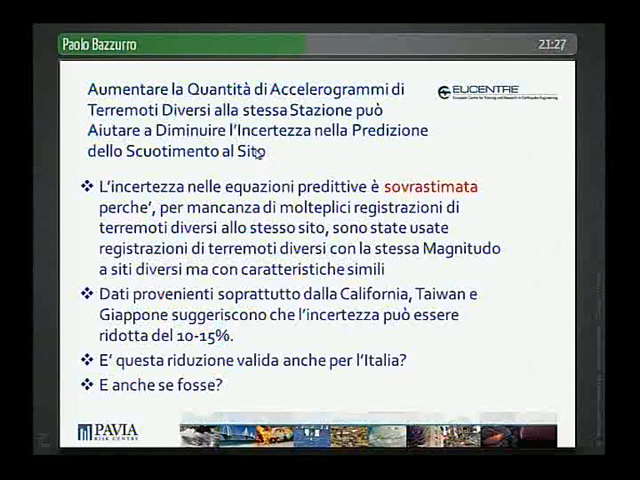 Paolo Bazzurro
21:27
Aumentare la Quantità di Accelerogrammi di
Terremoti Diversi alla stessa Stazione può
Aiutare a Diminuire l'Incertezza nella Predizione
dello Scuotimento al Sito
EUCENTRE
❖ L'incertezza nelle equazioni predittive è sovrastimata
perche', per mancanza di molteplici registrazioni di
terremoti diversi allo stesso sito, sono state usate
registrazioni di terremoti diversi con la stessa Magnitudo
a siti diversi ma con caratteristiche simili
❖ Dati provenienti soprattutto dalla California, Taiwan e
Giappone suggeriscono che l'incertezza può essere
ridotta del 10-15%.
❖ E' questa riduzione valida anche per l'Italia?
❖ E anche se fosse?
PAVIA
RISK CENTRE